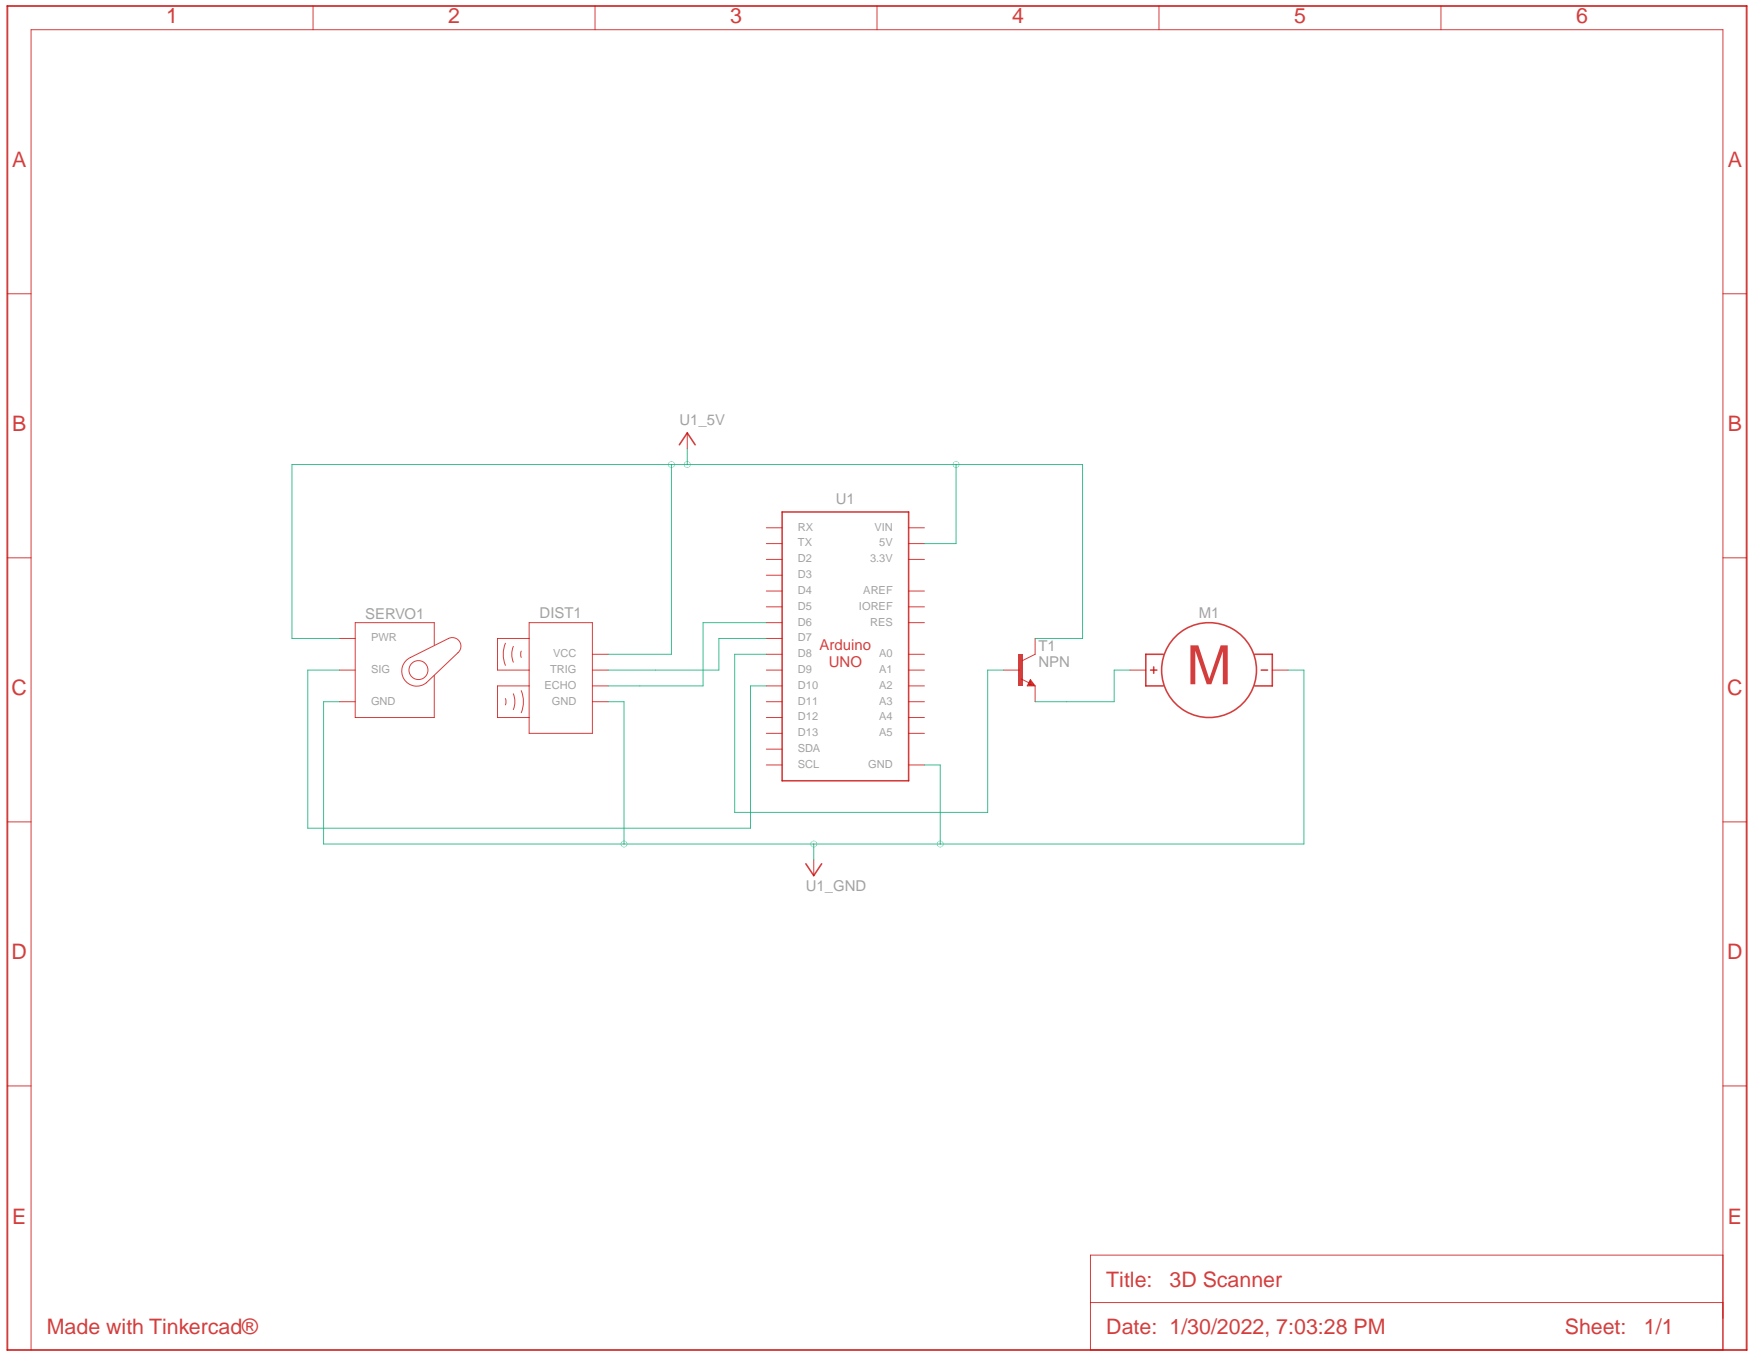 1 2 3 4 5 6
A A
B B
U1_5V
U1
RX VIN
TX 5V
D2 3.3V
D3
D4 AREF
D5 IOREF
D6 RES
D7
D8 A0
D9 A1
D10 A2
D11 A3
D12 A4
D13 A5
SDA
SCL GND
Arduino
UNO
SERVO1
PWR
SIG
GND
DIST1
VCC
TRIG
ECHO
GND
T1
NPN
M1
+ M -
C C
U1_GND
D D
E E
Title: 3D Scanner
Date: 1/30/2022, 7:03:28 PM Sheet: 1/1
Made with Tinkercad®